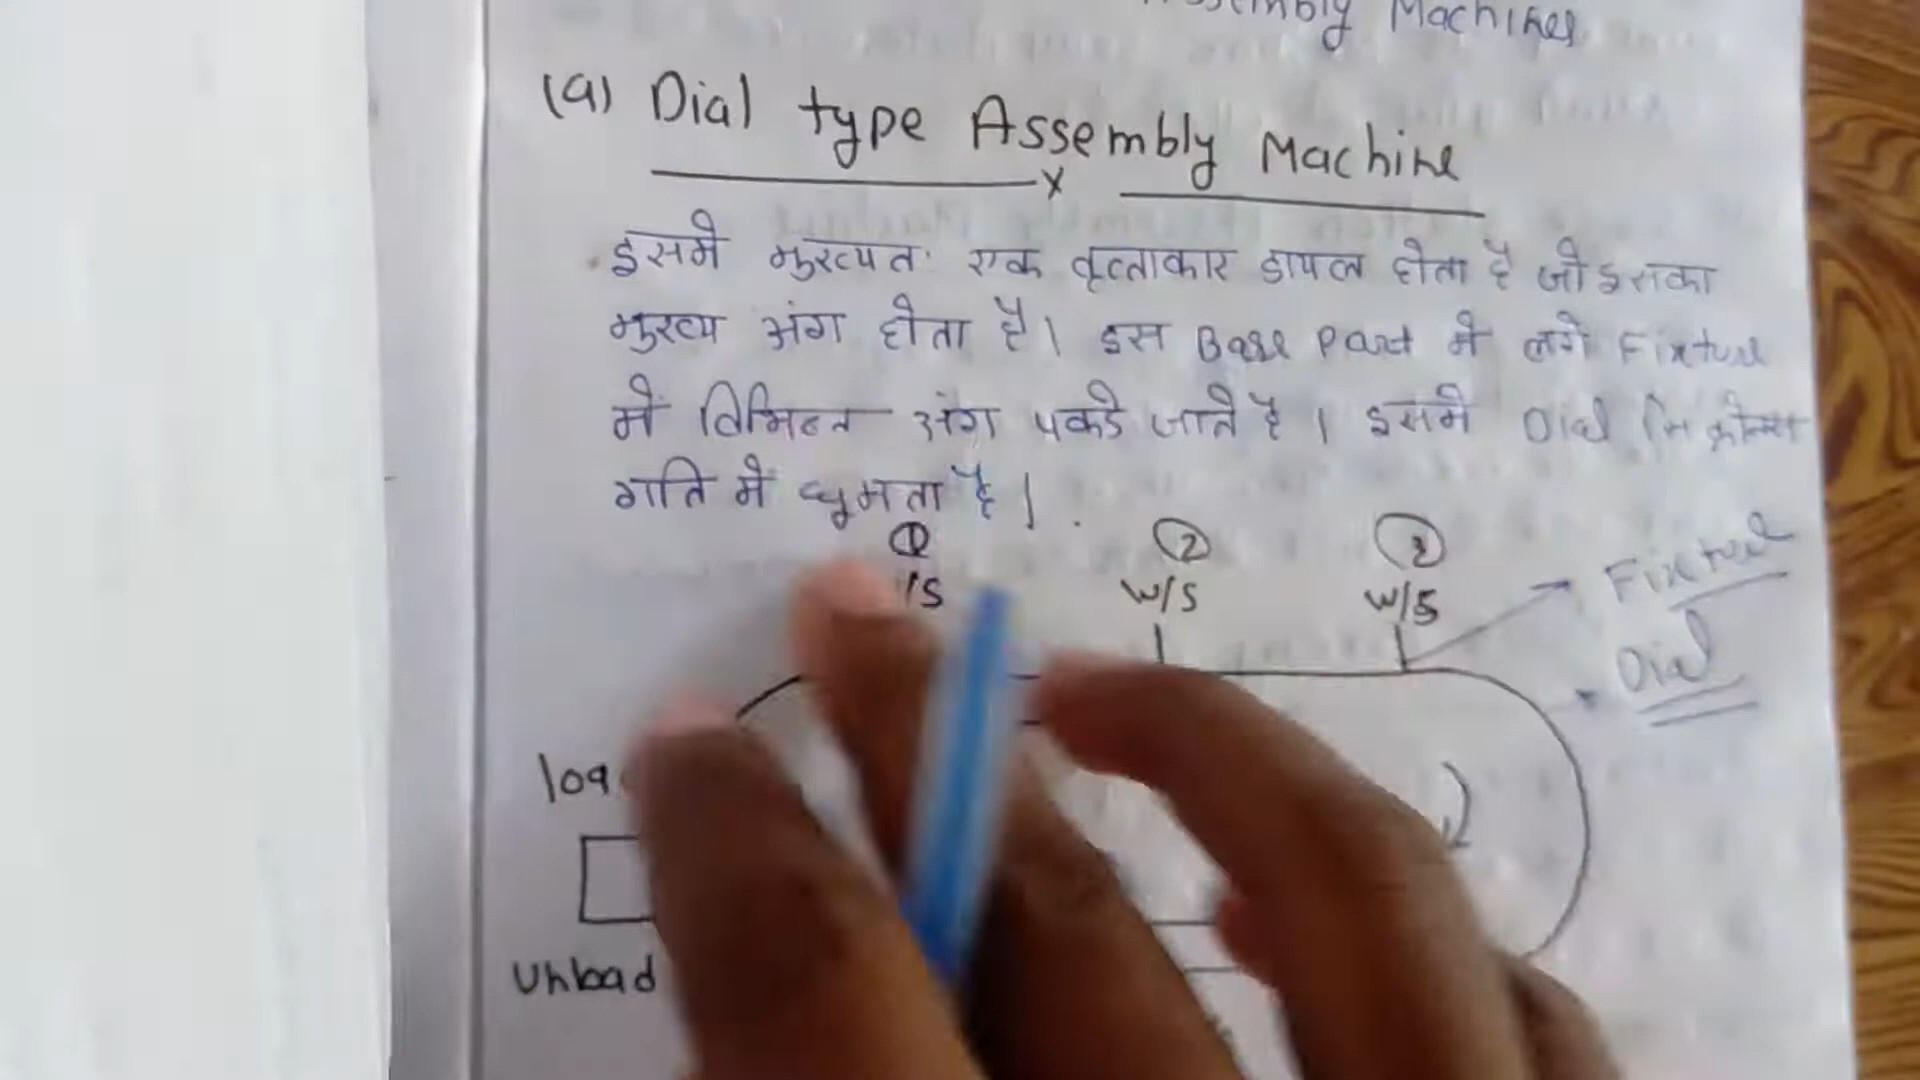 Assembly Machines
(a) Dial type Assembly Machine
इसमे मुख्यत: एक वृत्ताकार डायल होता है जो इसका
मुख्य अंग होता है। इस Base Part मे लगे Fixture
में विभिन्न अंग पकडे जाते है। इसमे Dial
गति में घूमता है।
① ② ③
/S W/S W/S
Fixture
Dial
loa
Unload